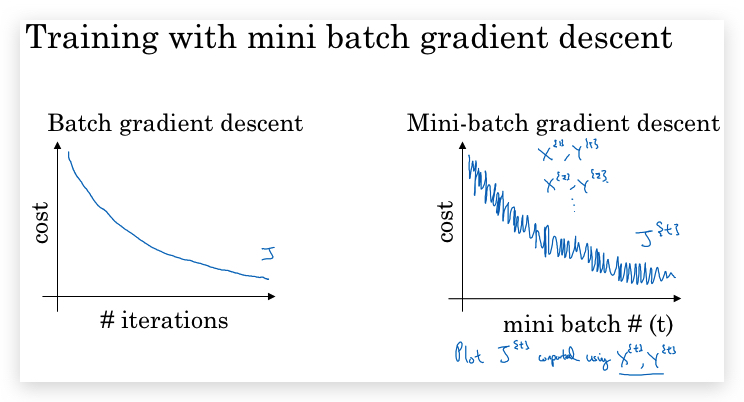 Training with mini batch gradient descent
Batch gradient descent
cost
J
# iterations
Mini-batch gradient descent
X^{1}, Y^{1}
X^{2}, Y^{2}
⋮
J^{t}
cost
mini batch # (t)
Plot J^{t} computed using X^{t}, Y^{t}